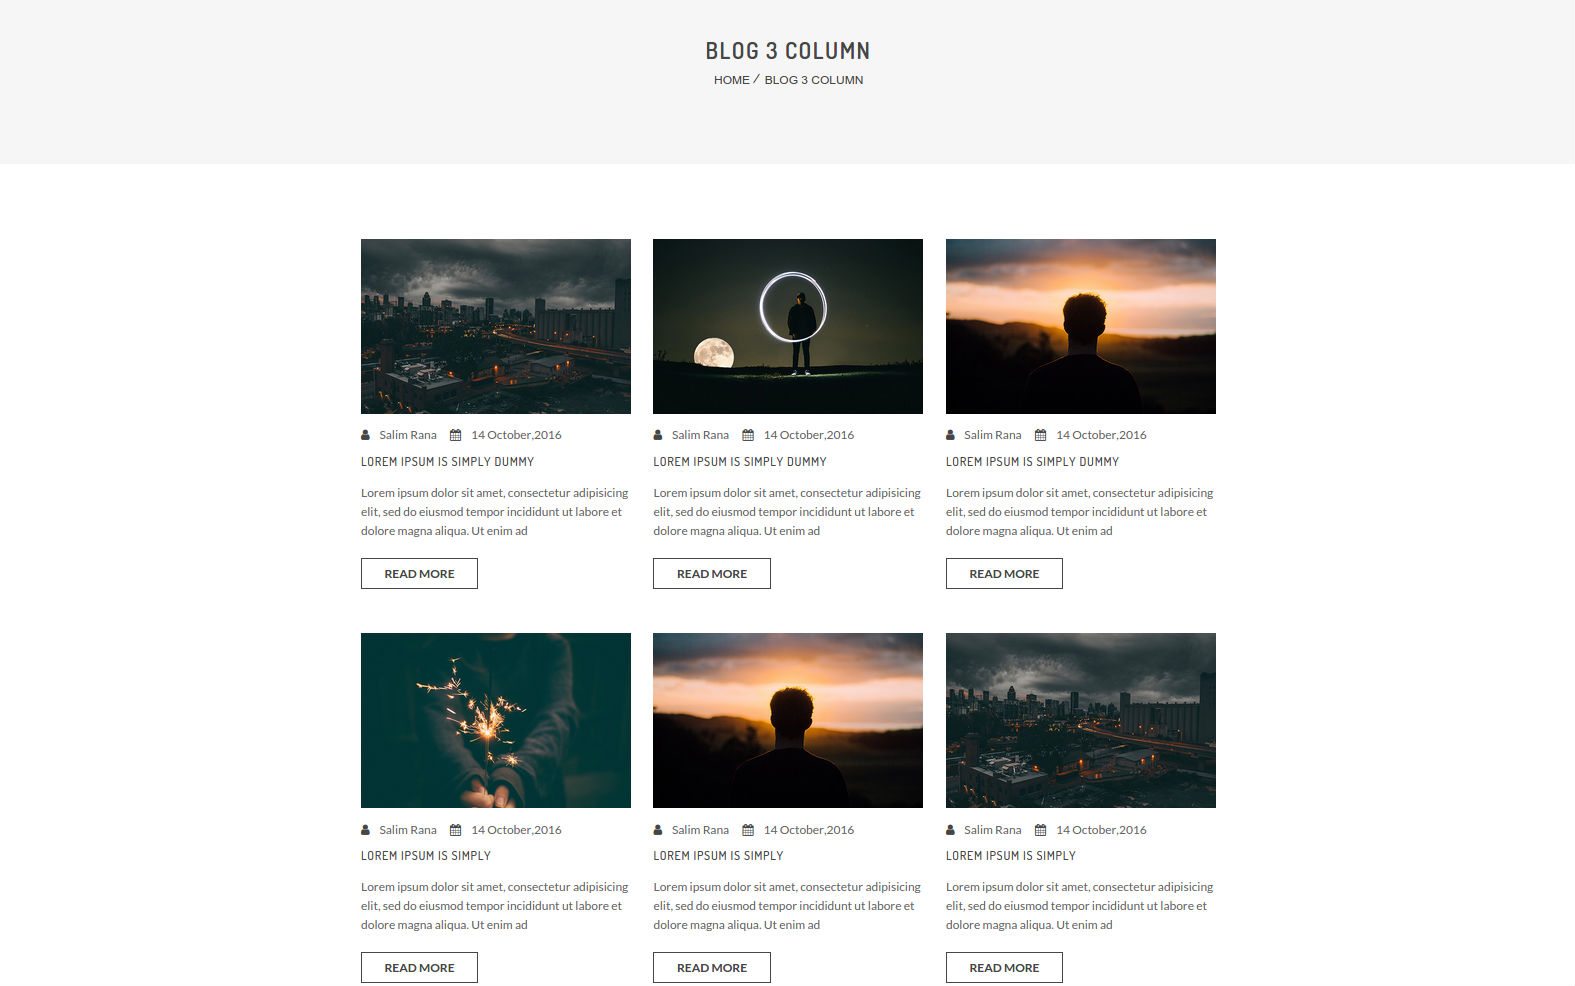 BLOG 3 COLUMN
HOME / BLOG 3 COLUMN
Salim Rana 14 October,2016
LOREM IPSUM IS SIMPLY DUMMY
Lorem ipsum dolor sit amet, consectetur adipisicing
elit, sed do eiusmod tempor incididunt ut labore et
dolore magna aliqua. Ut enim ad
READ MORE
Salim Rana 14 October,2016
LOREM IPSUM IS SIMPLY DUMMY
Lorem ipsum dolor sit amet, consectetur adipisicing
elit, sed do eiusmod tempor incididunt ut labore et
dolore magna aliqua. Ut enim ad
READ MORE
Salim Rana 14 October,2016
LOREM IPSUM IS SIMPLY DUMMY
Lorem ipsum dolor sit amet, consectetur adipisicing
elit, sed do eiusmod tempor incididunt ut labore et
dolore magna aliqua. Ut enim ad
READ MORE
Salim Rana 14 October,2016
LOREM IPSUM IS SIMPLY
Lorem ipsum dolor sit amet, consectetur adipisicing
elit, sed do eiusmod tempor incididunt ut labore et
dolore magna aliqua. Ut enim ad
READ MORE
Salim Rana 14 October,2016
LOREM IPSUM IS SIMPLY
Lorem ipsum dolor sit amet, consectetur adipisicing
elit, sed do eiusmod tempor incididunt ut labore et
dolore magna aliqua. Ut enim ad
READ MORE
Salim Rana 14 October,2016
LOREM IPSUM IS SIMPLY
Lorem ipsum dolor sit amet, consectetur adipisicing
elit, sed do eiusmod tempor incididunt ut labore et
dolore magna aliqua. Ut enim ad
READ MORE